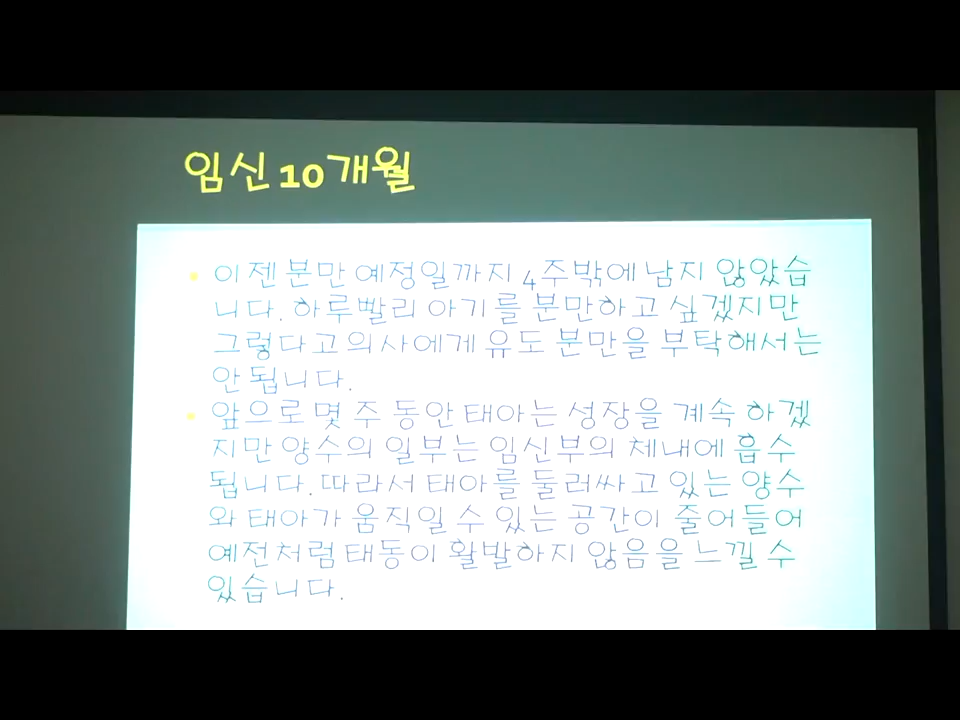 임신 10개월
이젠 분만 예정일까지 4주밖에 남지 않았습
니다. 하루빨리 아기를 분만하고 싶겠지만
그렇다고 의사에게 유도 분만을 부탁해서는
안됩니다.
앞으로 몇 주 동안 태아는 성장을 계속 하겠
지만 양수의 일부는 임신부의 체내에 흡수
됩니다. 따라서 태아를 둘러싸고 있는 양수
와 태아가 움직일 수 있는 공간이 줄어들어
예전처럼 태동이 활발하지 않음을 느낄 수
있습니다.